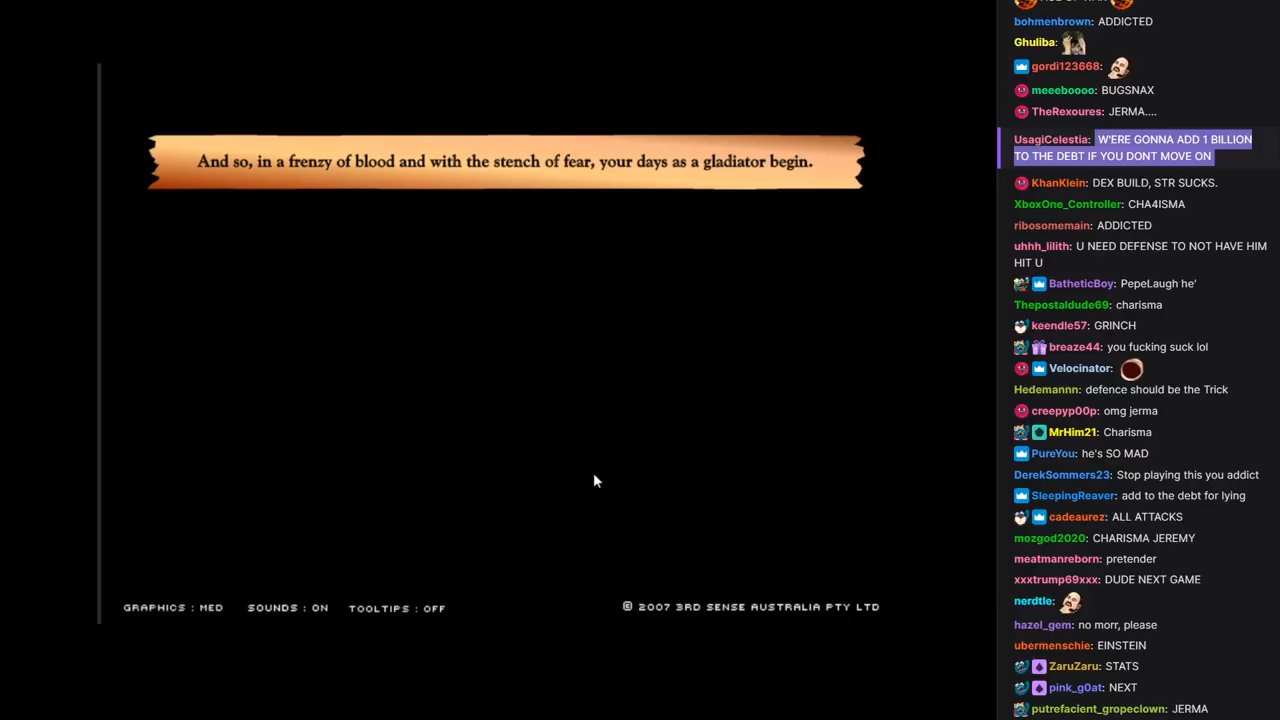 And so, in a frenzy of blood and with the stench of fear, your days as a gladiator begin.
GRAPHICS : MED SOUNDS : ON TOOLTIPS : OFF
© 2007 3RD SENSE AUSTRALIA PTY LTD
bohmenbrown: ADDICTED
Ghuliba:
gordi123668:
meeeboooo: BUGSNAX
TheRexoures: JERMA....
UsagiCelestia: W'ERE GONNA ADD 1 BILLION
TO THE DEBT IF YOU DONT MOVE ON
KhanKlein: DEX BUILD, STR SUCKS.
XboxOne_Controller: CHA4ISMA
ribosomemain: ADDICTED
uhhh_lilith: U NEED DEFENSE TO NOT HAVE HIM
HIT U
BatheticBoy: PepeLaugh he'
Thepostaldude69: charisma
keendle57: GRINCH
breaze44: you fucking suck lol
Velocinator:
Hedemannn: defence should be the Trick
creepyp00p: omg jerma
MrHim21: Charisma
PureYou: he's SO MAD
DerekSommers23: Stop playing this you addict
SleepingReaver: add to the debt for lying
cadeaurez: ALL ATTACKS
mozgod2020: CHARISMA JEREMY
meatmanreborn: pretender
xxxtrump69xxx: DUDE NEXT GAME
nerdtle:
hazel_gem: no morr, please
ubermenschie: EINSTEIN
ZaruZaru: STATS
pink_g0at: NEXT
putrefacient_gropeclown: JERMA